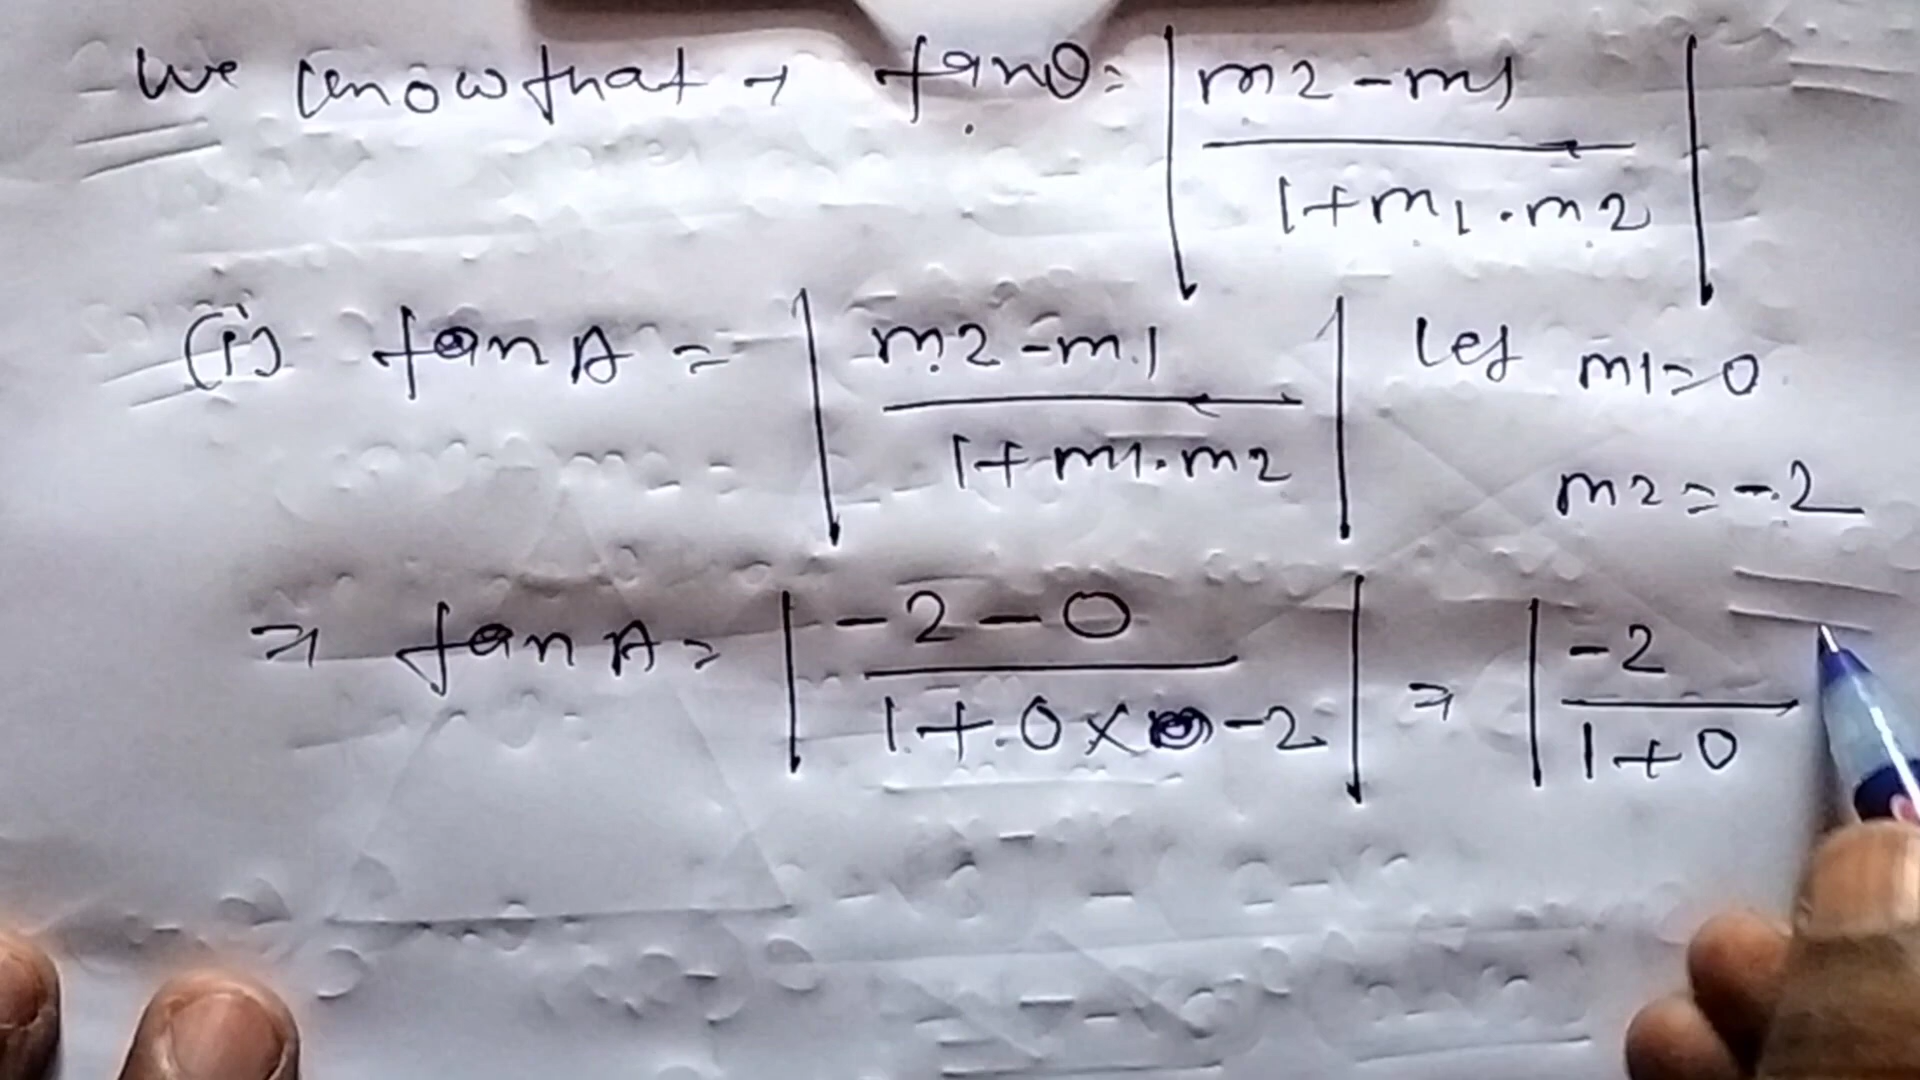 We know that → tanθ = | m2 - m1 / 1+m1.m2 |
(i) tan A = | m2 - m1 / 1+m1.m2 | let m1 = 0
m2 = -2
⇒ tan A = | -2 - 0 / 1+0×-2 | ⇒ | -2 / 1+0